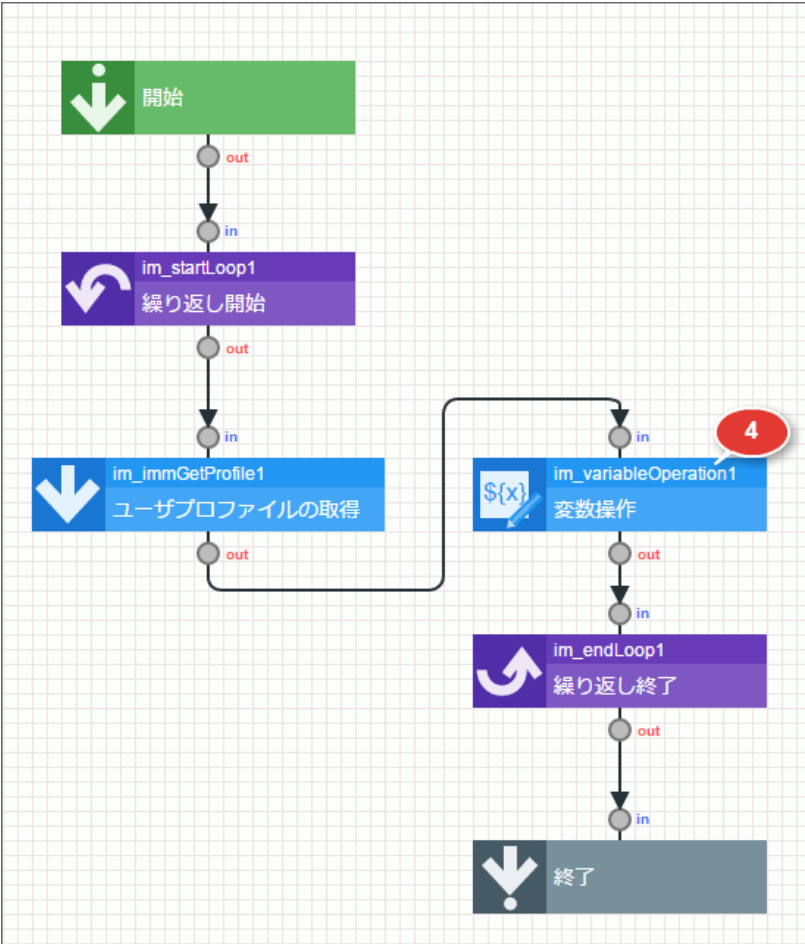 開始
out
in
im_startLoop1
繰り返し開始
out
in
im_immGetProfile1
ユーザプロファイルの取得
out
4
in
im_variableOperation1
${x}
変数操作
out
in
im_endLoop1
繰り返し終了
out
in
終了